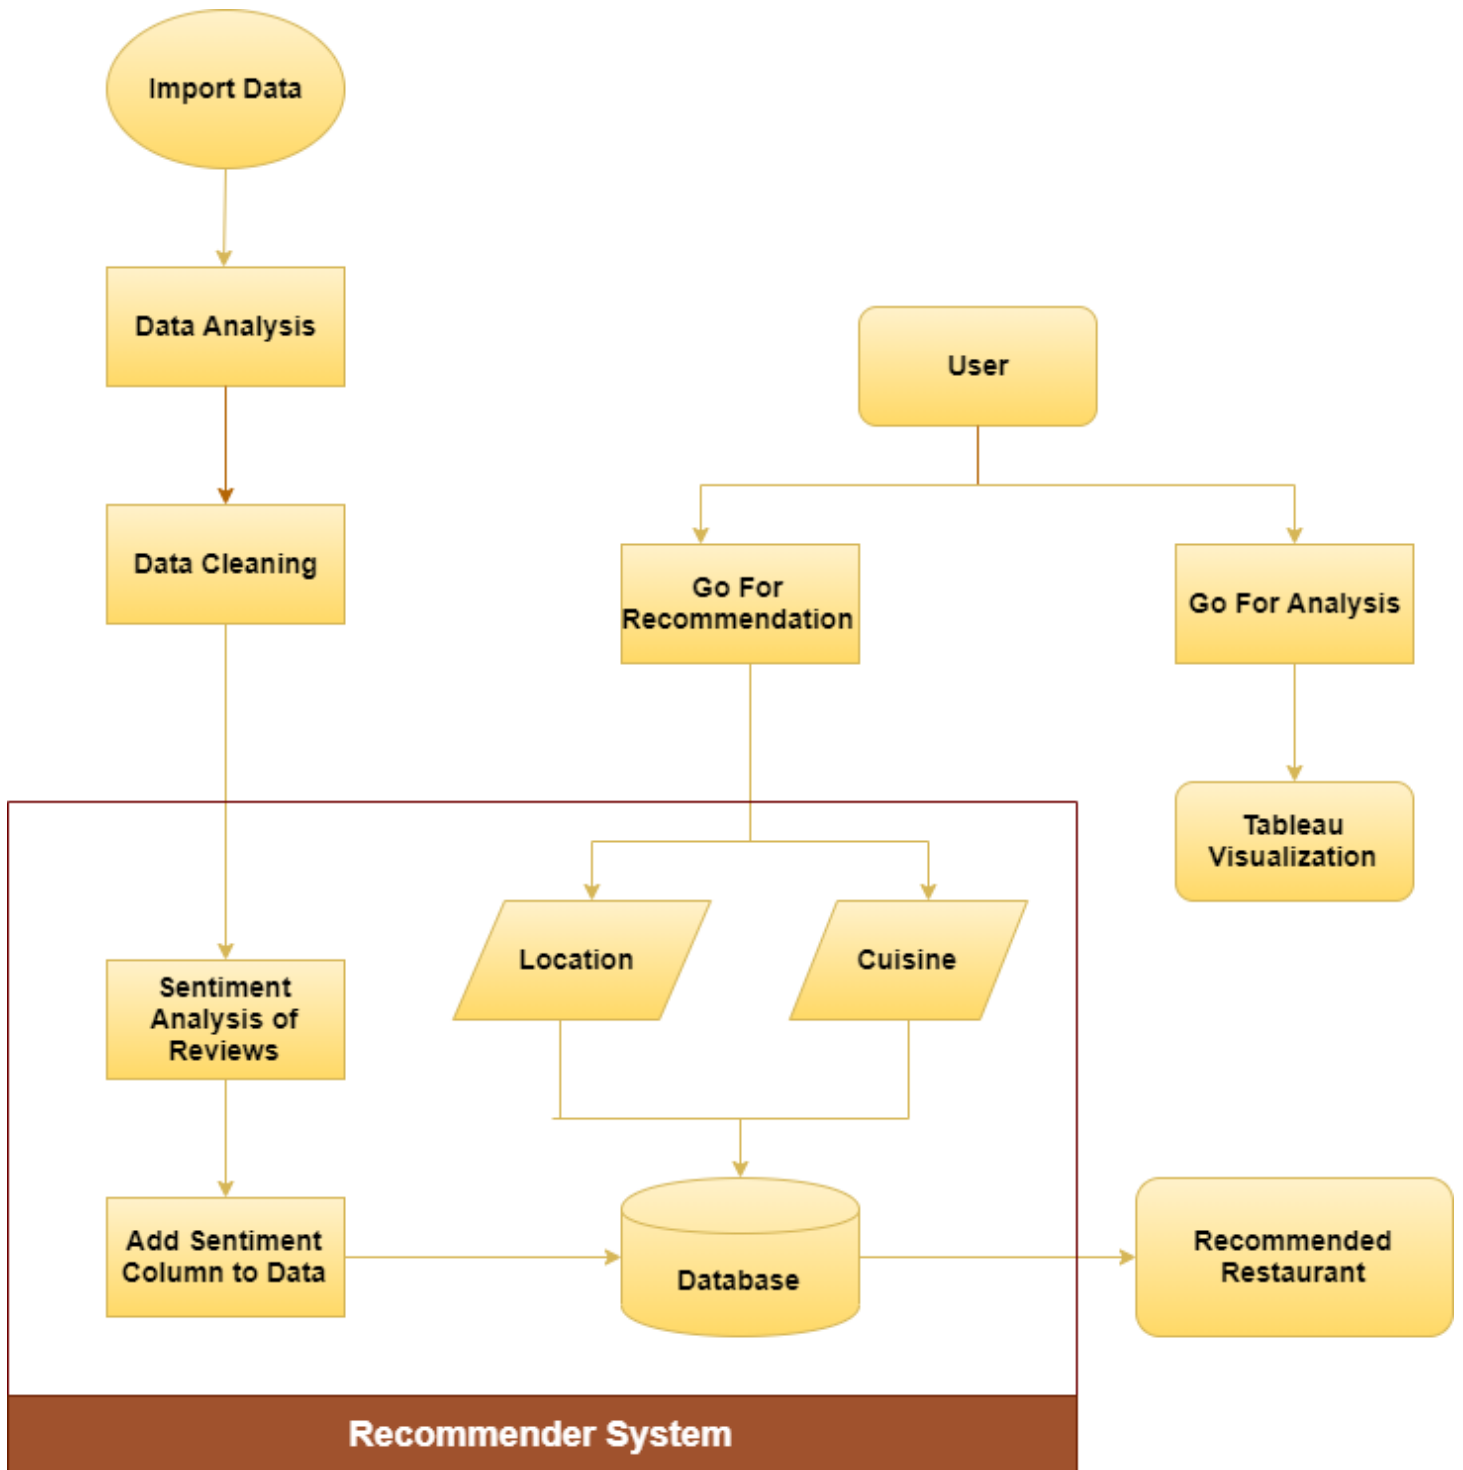 Import Data
Data Analysis
User
Data Cleaning
Go For
Recommendation
Go For Analysis
Tableau
Visualization
Location
Cuisine
Sentiment
Analysis of
Reviews
Add Sentiment
Column to Data
Database
Recommended
Restaurant
Recommender System